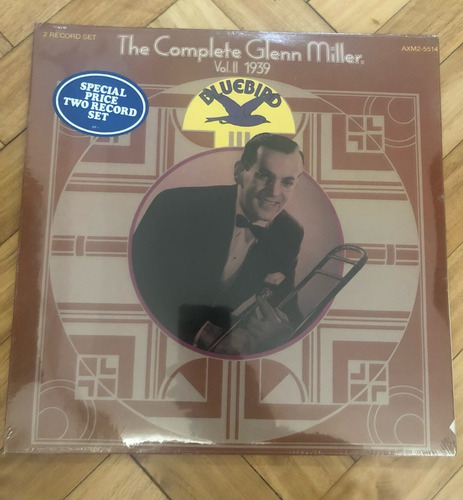 2 RECORD SET
AXM2-5514
The Complete Glenn Miller
Vol. II 1939
BLUEBIRD
SPECIAL
PRICE
TWO RECORD
SET